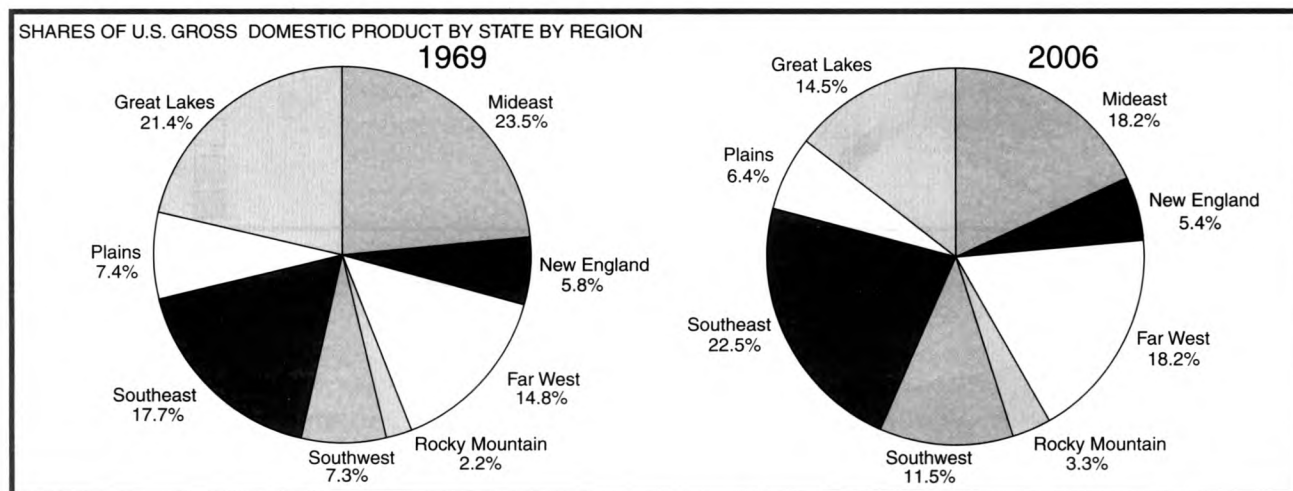 SHARES OF U.S. GROSS DOMESTIC PRODUCT BY STATE BY REGION
1969
Great Lakes
21.4%
Mideast
23.5%
Plains
7.4%
New England
5.8%
Southeast
17.7%
Far West
14.8%
Southwest
7.3%
Rocky Mountain
2.2%
2006
Great Lakes
14.5%
Mideast
18.2%
Plains
6.4%
New England
5.4%
Southeast
22.5%
Far West
18.2%
Southwest
11.5%
Rocky Mountain
3.3%